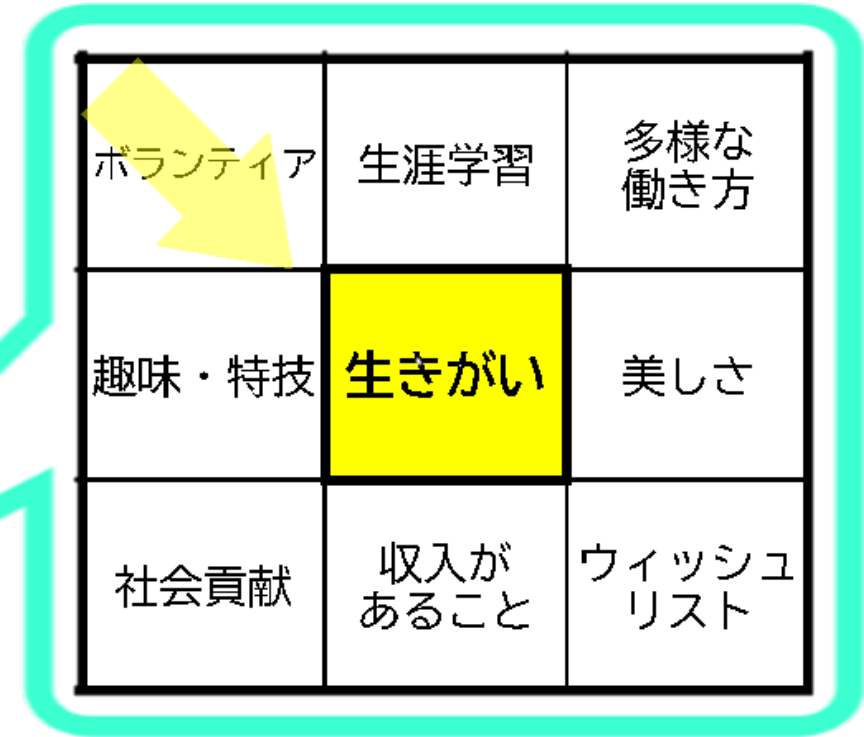 ボランティア
生涯学習
多様な
働き方
趣味・特技
生きがい
美しさ
社会貢献
収入が
あること
ウィッシュ
リスト